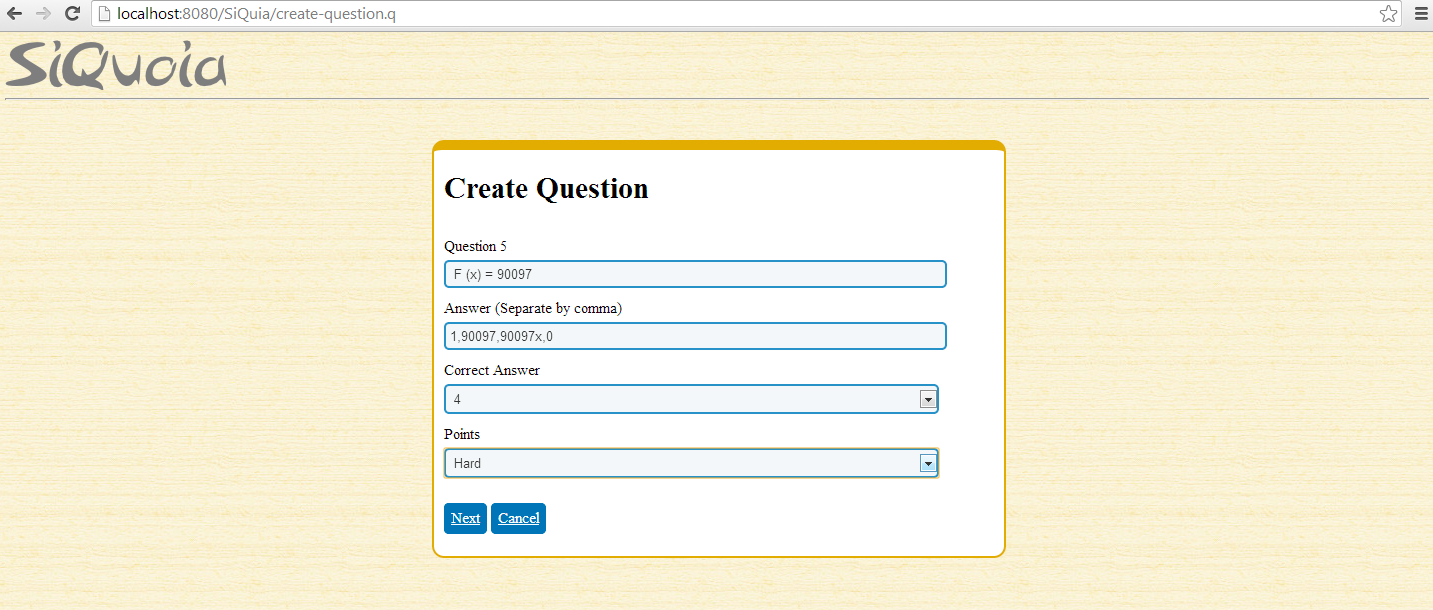 localhost:8080/SiQuia/create-question.q
SiQuoia
Create Question
Question 5
F (x) = 90097
Answer (Separate by comma)
1,90097,90097x,0
Correct Answer
4
Points
Hard
Next Cancel